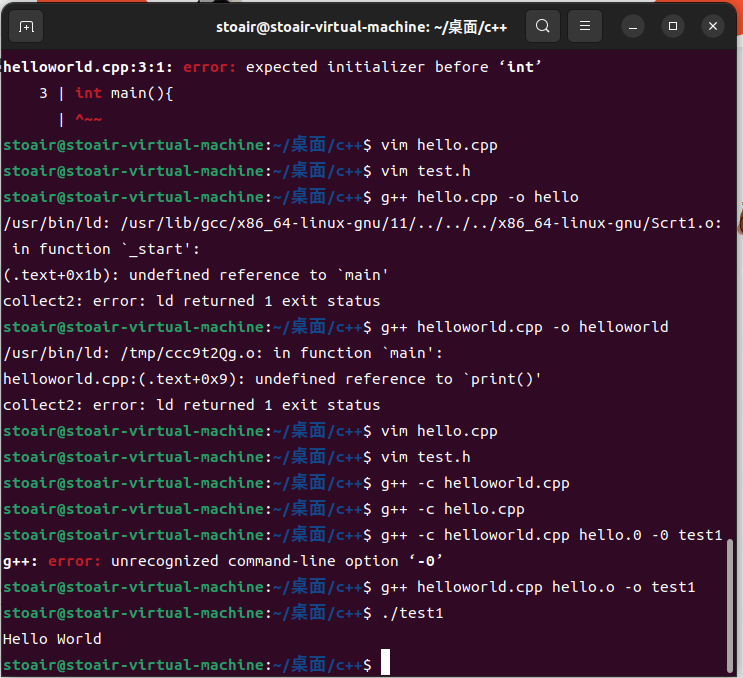 stoair@stoair-virtual-machine: ~/桌面/c++
helloworld.cpp:3:1: error: expected initializer before ‘int’
    3 | int main(){
      | ^~~
stoair@stoair-virtual-machine:~/桌面/c++$ vim hello.cpp
stoair@stoair-virtual-machine:~/桌面/c++$ vim test.h
stoair@stoair-virtual-machine:~/桌面/c++$ g++ hello.cpp -o hello
/usr/bin/ld: /usr/lib/gcc/x86_64-linux-gnu/11/../../../x86_64-linux-gnu/Scrt1.o:
 in function `_start':
(.text+0x1b): undefined reference to `main'
collect2: error: ld returned 1 exit status
stoair@stoair-virtual-machine:~/桌面/c++$ g++ helloworld.cpp -o helloworld
/usr/bin/ld: /tmp/ccc9t2Qg.o: in function `main':
helloworld.cpp:(.text+0x9): undefined reference to `print()'
collect2: error: ld returned 1 exit status
stoair@stoair-virtual-machine:~/桌面/c++$ vim hello.cpp
stoair@stoair-virtual-machine:~/桌面/c++$ vim test.h
stoair@stoair-virtual-machine:~/桌面/c++$ g++ -c helloworld.cpp
stoair@stoair-virtual-machine:~/桌面/c++$ g++ -c hello.cpp
stoair@stoair-virtual-machine:~/桌面/c++$ g++ -c helloworld.cpp hello.0 -0 test1
g++: error: unrecognized command-line option ‘-0’
stoair@stoair-virtual-machine:~/桌面/c++$ g++ helloworld.cpp hello.o -o test1
stoair@stoair-virtual-machine:~/桌面/c++$ ./test1
Hello World
stoair@stoair-virtual-machine:~/桌面/c++$